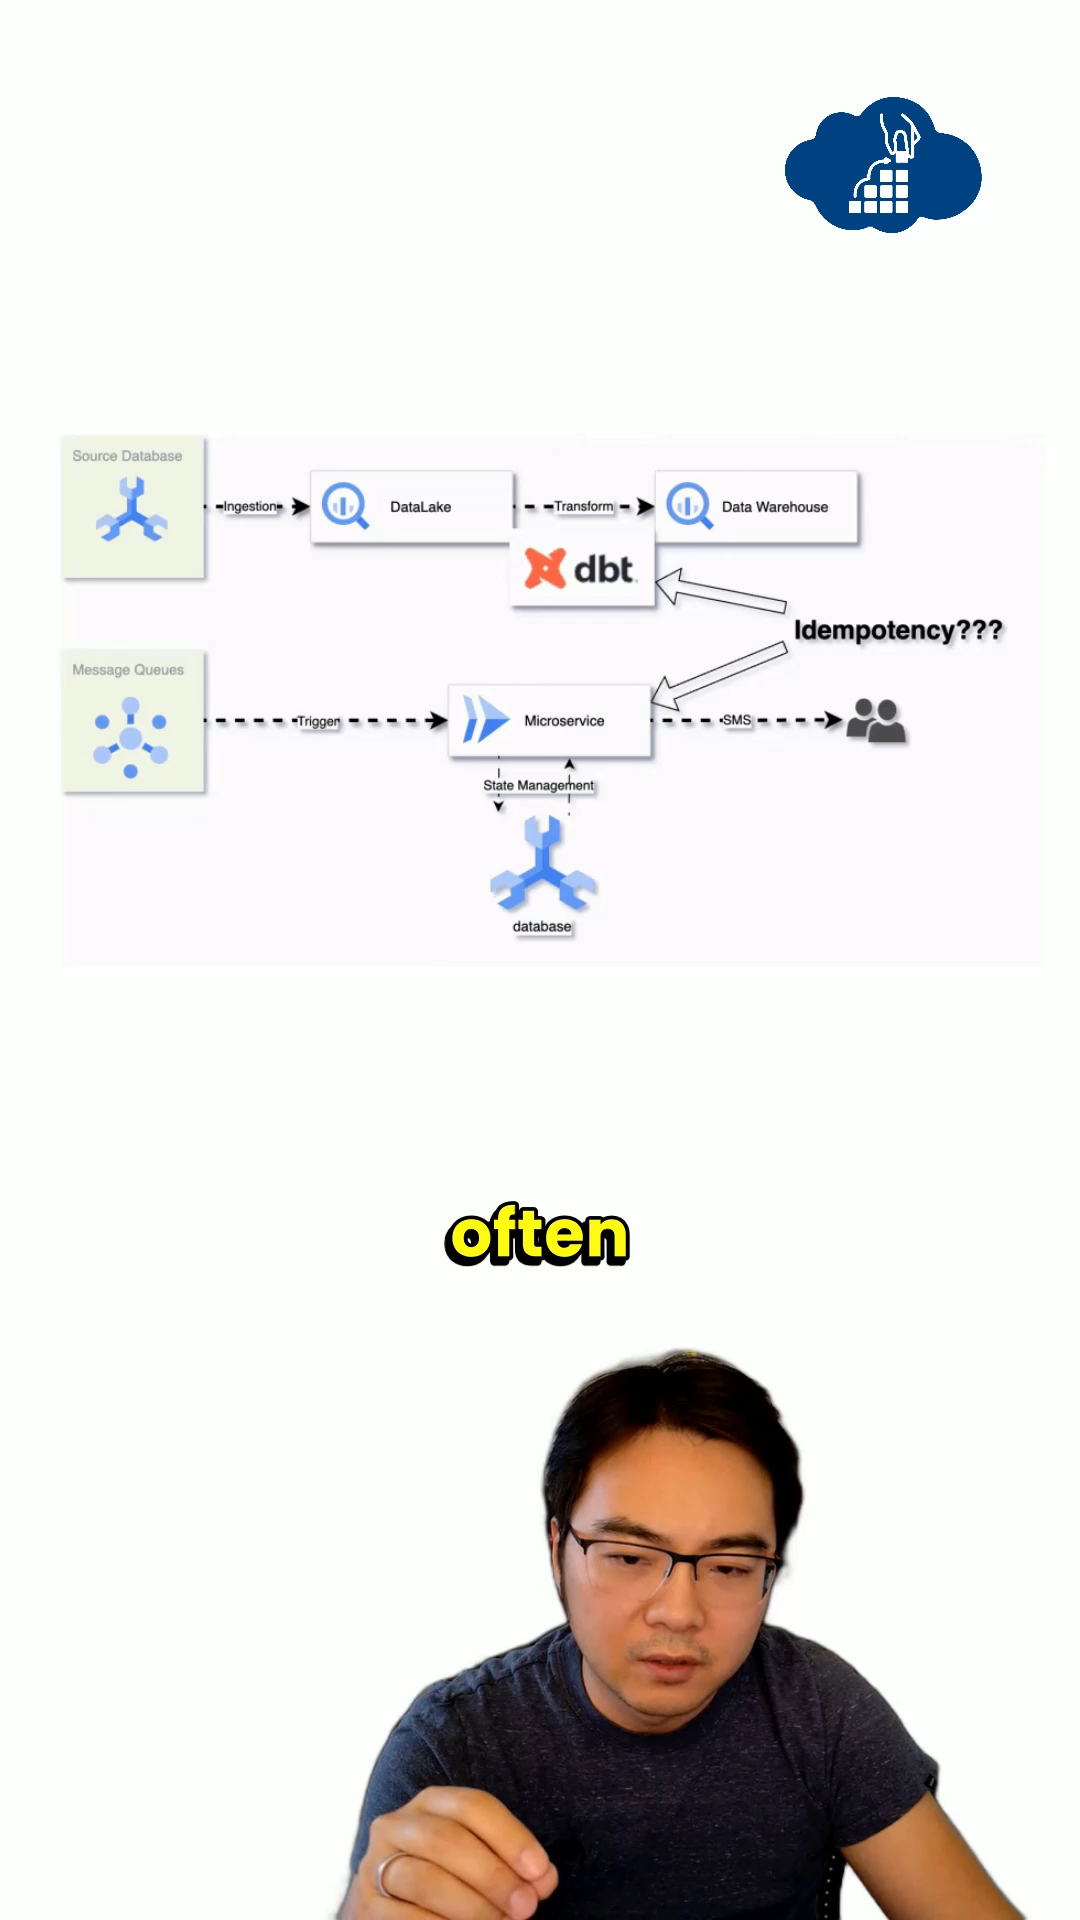 Source Database
Ingestion
DataLake
Transform
Data Warehouse
dbt
Idempotency???
Message Queues
Trigger
Microservice
SMS
State Management
database
often